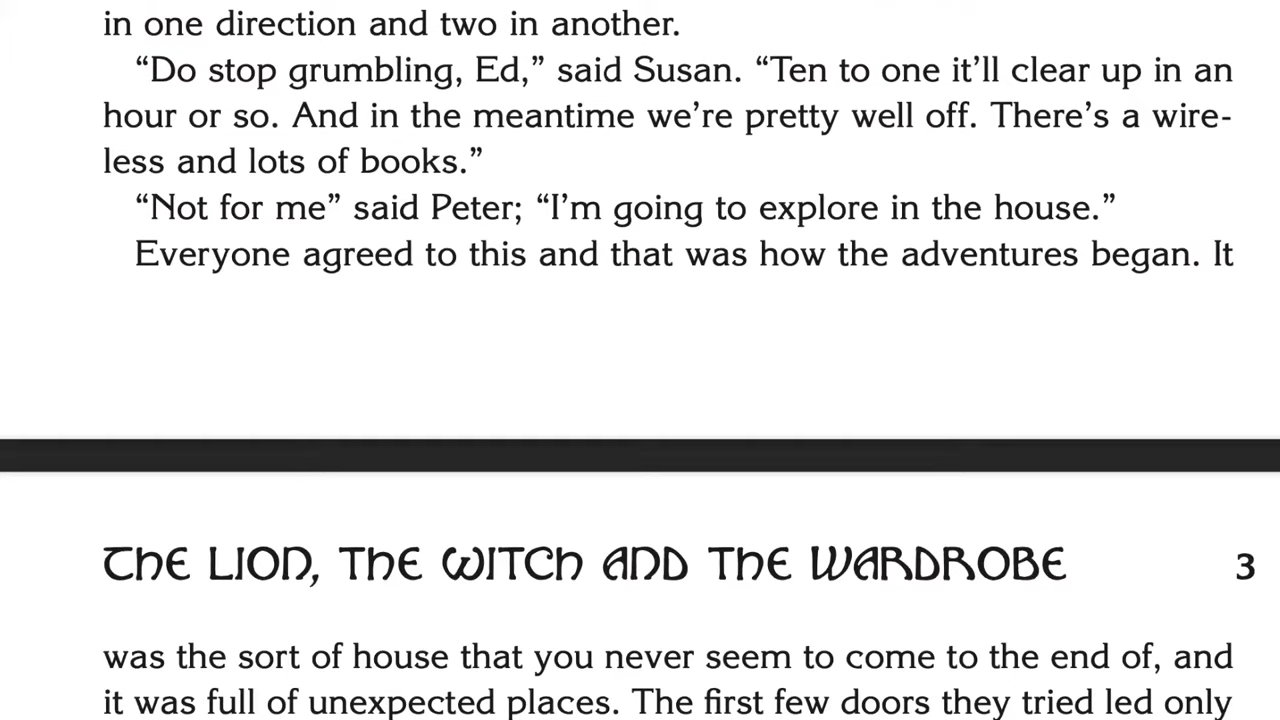 in one direction and two in another.
“Do stop grumbling, Ed,” said Susan. “Ten to one it’ll clear up in an
hour or so. And in the meantime we’re pretty well off. There’s a wire-
less and lots of books.”
“Not for me” said Peter; “I’m going to explore in the house.”
Everyone agreed to this and that was how the adventures began. It
THE LION, THE WITCH AND THE WARDROBE 3
was the sort of house that you never seem to come to the end of, and
it was full of unexpected places. The first few doors they tried led only